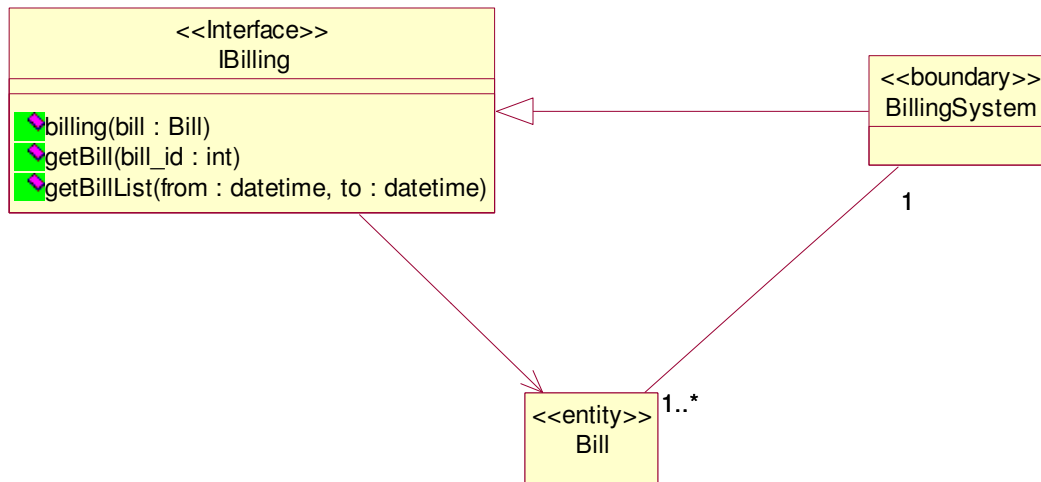 <<Interface>>
IBilling
billing(bill : Bill)
getBill(bill_id : int)
getBillList(from : datetime, to : datetime)
<<boundary>>
BillingSystem
1
1..*
<<entity>>
Bill